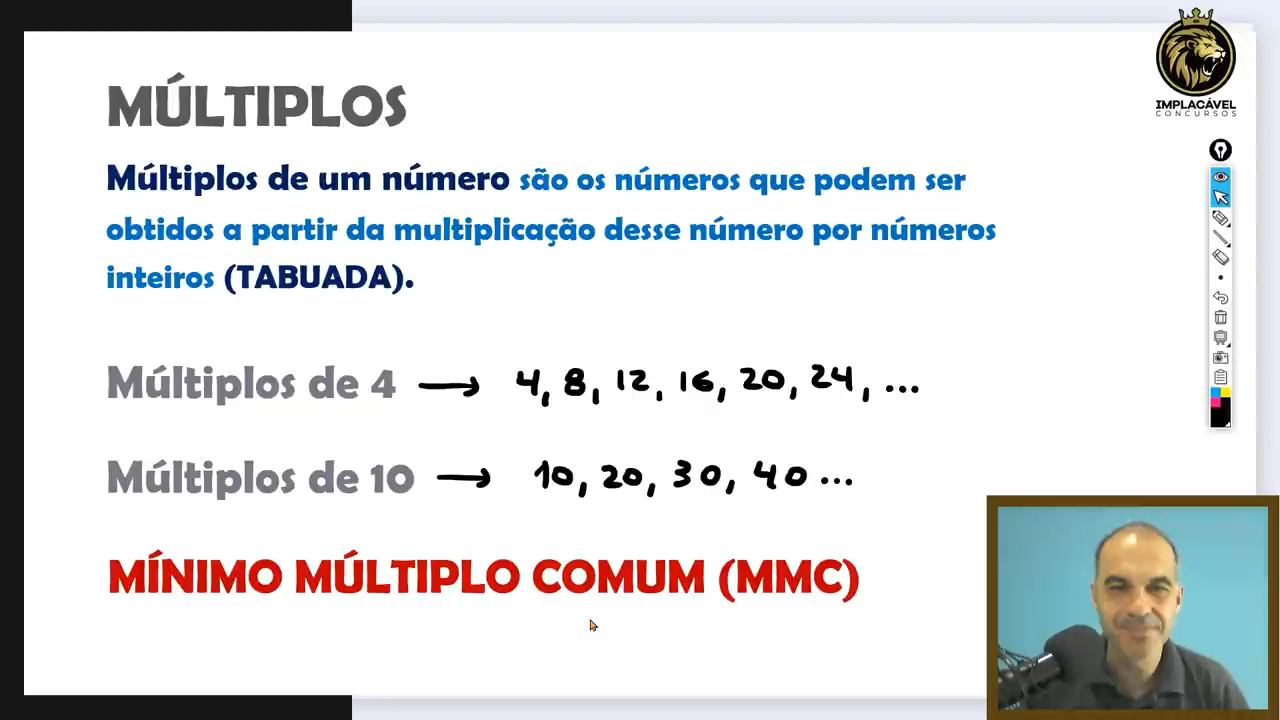 IMPLACÁVEL
CONCURSOS
MÚLTIPLOS
Múltiplos de um número são os números que podem ser
obtidos a partir da multiplicação desse número por números
inteiros (TABUADA).
Múltiplos de 4 → 4, 8, 12, 16, 20, 24, ...
Múltiplos de 10 → 10, 20, 30, 40 ...
MÍNIMO MÚLTIPLO COMUM (MMC)